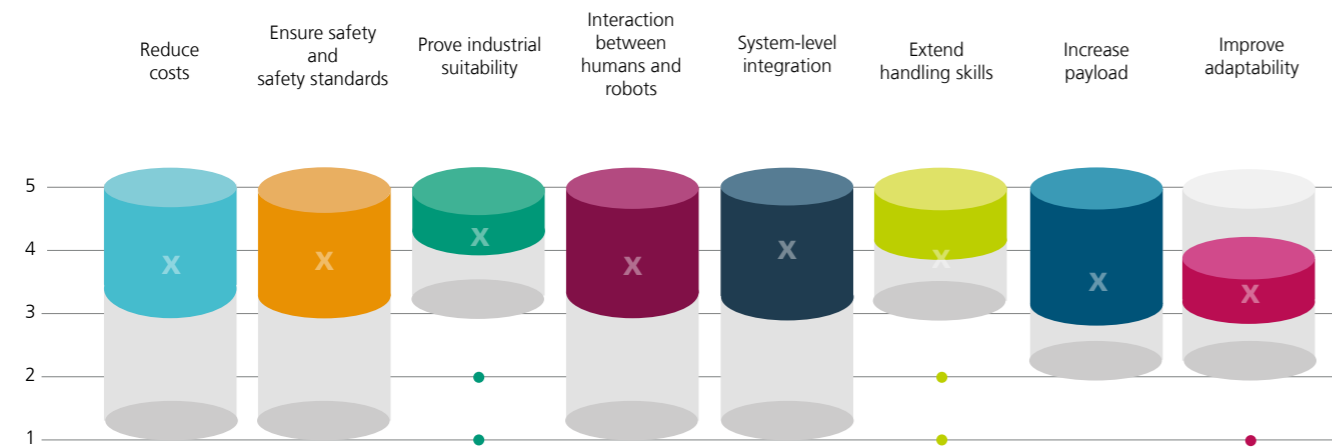 Reduce
costs
Ensure safety
and
safety standards
Prove industrial
suitability
Interaction
between
humans and
robots
System-level
integration
Extend
handling skills
Increase
payload
Improve
adaptability
5
X
X
X
X
X
X
X
X
4
3
2
1